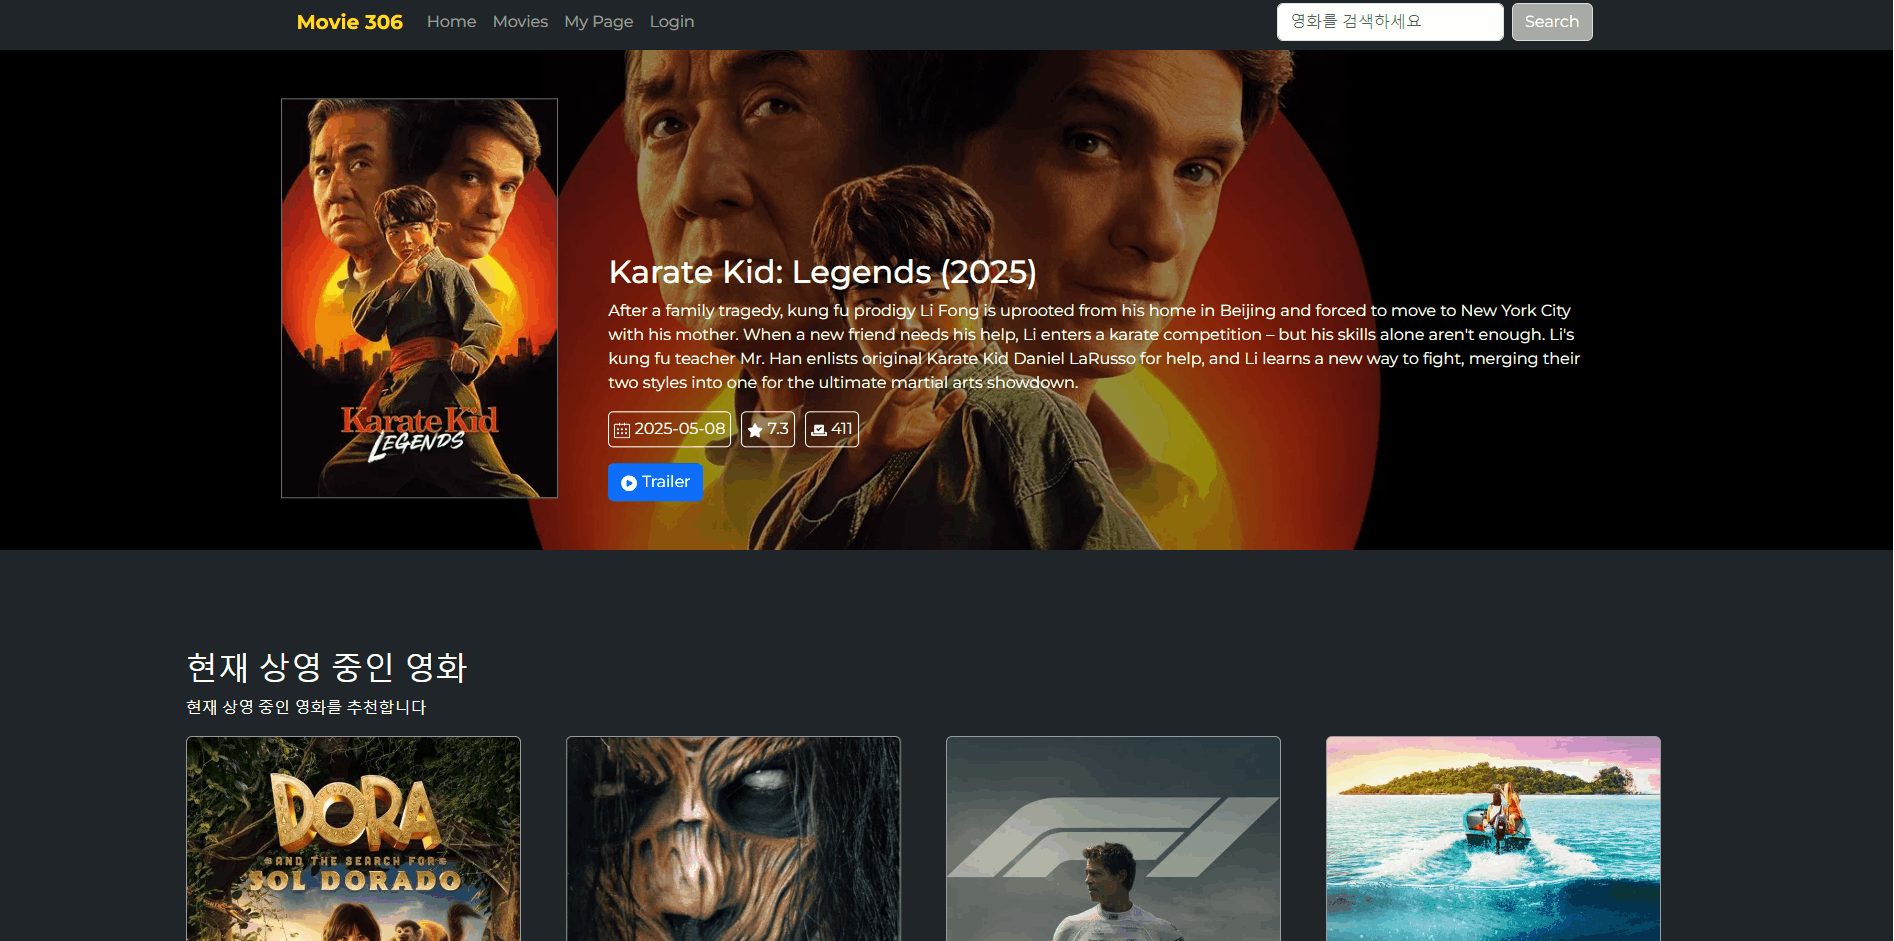 Movie 306 Home Movies My Page Login 영화를 검색하세요 Search
Karate Kid
LEGENDS
Karate Kid: Legends (2025)
After a family tragedy, kung fu prodigy Li Fong is uprooted from his home in Beijing and forced to move to New York City
with his mother. When a new friend needs his help, Li enters a karate competition – but his skills alone aren't enough. Li's
kung fu teacher Mr. Han enlists original Karate Kid Daniel LaRusso for help, and Li learns a new way to fight, merging their
two styles into one for the ultimate martial arts showdown.
2025-05-08 7.3 411
Trailer
현재 상영 중인 영화
현재 상영 중인 영화를 추천합니다
DORA
AND THE SEARCH FOR
SOL DORADO
F1